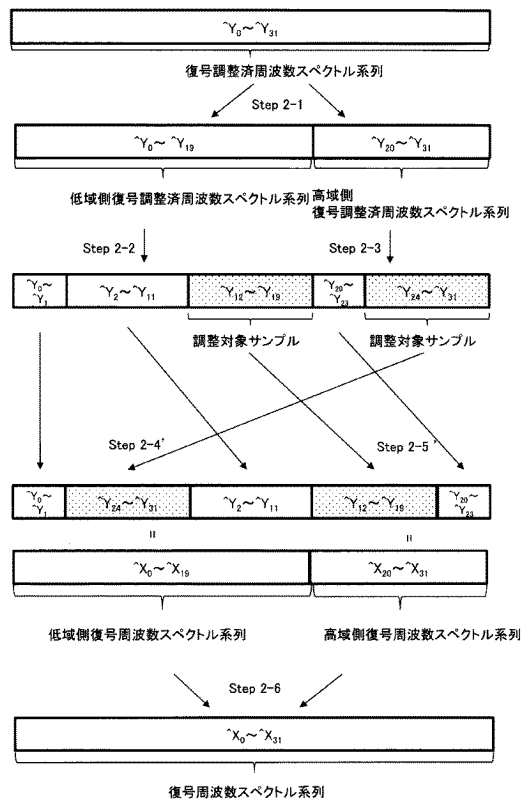 ^Y₀～^Y₃₁
復号調整済周波数スペクトル系列
Step 2-1
^Y₀～^Y₁₉ ^Y₂₀～^Y₃₁
低域側復号調整済周波数スペクトル系列
高域側
復号調整済周波数スペクトル系列
Step 2-2 Step 2-3
^Y₀～
^Y₁
^Y₂～^Y₁₁
^Y₁₂～^Y₁₉
^Y₂₀～
^Y₂₃
^Y₂₄～^Y₃₁
調整対象サンプル 調整対象サンプル
Step 2-4' Step 2-5'
^Y₀～
^Y₁
^Y₂₄～^Y₃₁
^Y₂～^Y₁₁
^Y₁₂～^Y₁₉
^Y₂₀～
^Y₂₃
= =
^X₀～^X₁₉ ^X₂₀～^X₃₁
低域側復号周波数スペクトル系列 高域側復号周波数スペクトル系列
Step 2-6
^X₀～^X₃₁
復号周波数スペクトル系列